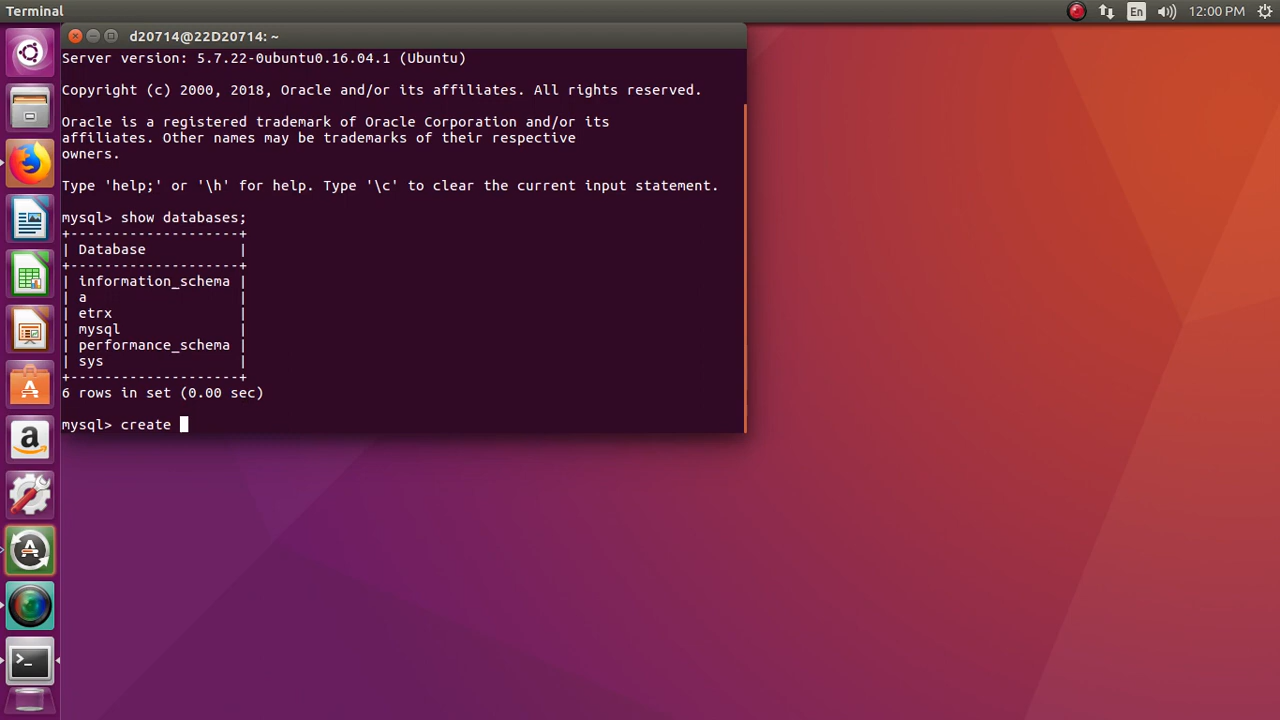 Terminal
En
12:00 PM
d20714@22D20714: ~
Server version: 5.7.22-0ubuntu0.16.04.1 (Ubuntu)
Copyright (c) 2000, 2018, Oracle and/or its affiliates. All rights reserved.
Oracle is a registered trademark of Oracle Corporation and/or its
affiliates. Other names may be trademarks of their respective
owners.
Type 'help;' or '\h' for help. Type '\c' to clear the current input statement.
mysql> show databases;
+--------------------+
| Database           |
+--------------------+
| information_schema |
| a                  |
| etrx               |
| mysql              |
| performance_schema |
| sys                |
+--------------------+
6 rows in set (0.00 sec)
mysql> create